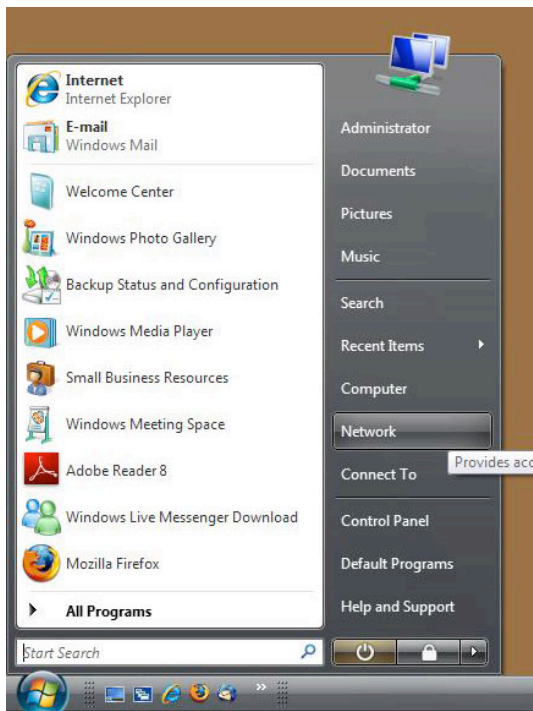 Internet
Internet Explorer
E-mail
Windows Mail
Welcome Center
Windows Photo Gallery
Backup Status and Configuration
Windows Media Player
Small Business Resources
Windows Meeting Space
Adobe Reader 8
Windows Live Messenger Download
Mozilla Firefox
All Programs
Start Search
Administrator
Documents
Pictures
Music
Search
Recent Items
Computer
Network
Provides acc
Connect To
Control Panel
Default Programs
Help and Support